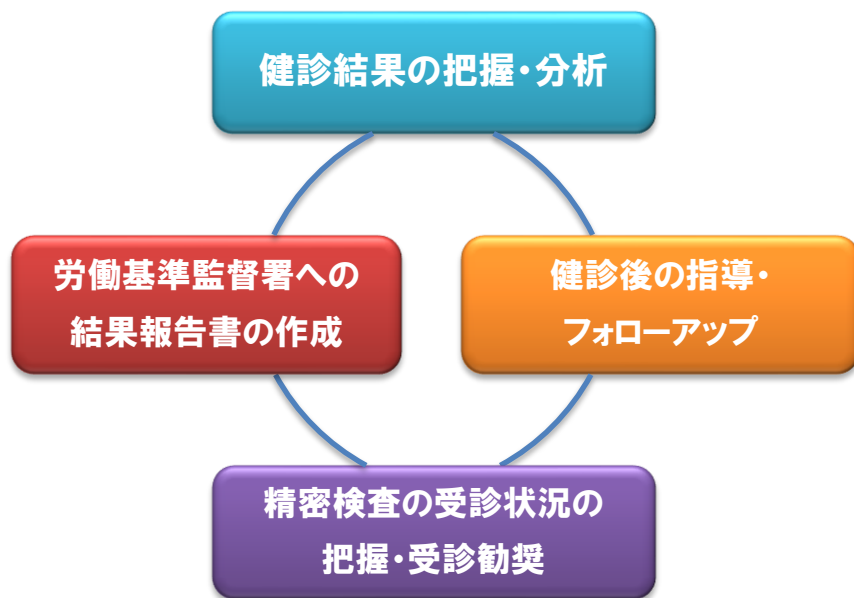 健診結果の把握・分析
労働基準監督署への
結果報告書の作成
健診後の指導・
フォローアップ
精密検査の受診状況の
把握・受診勧奨